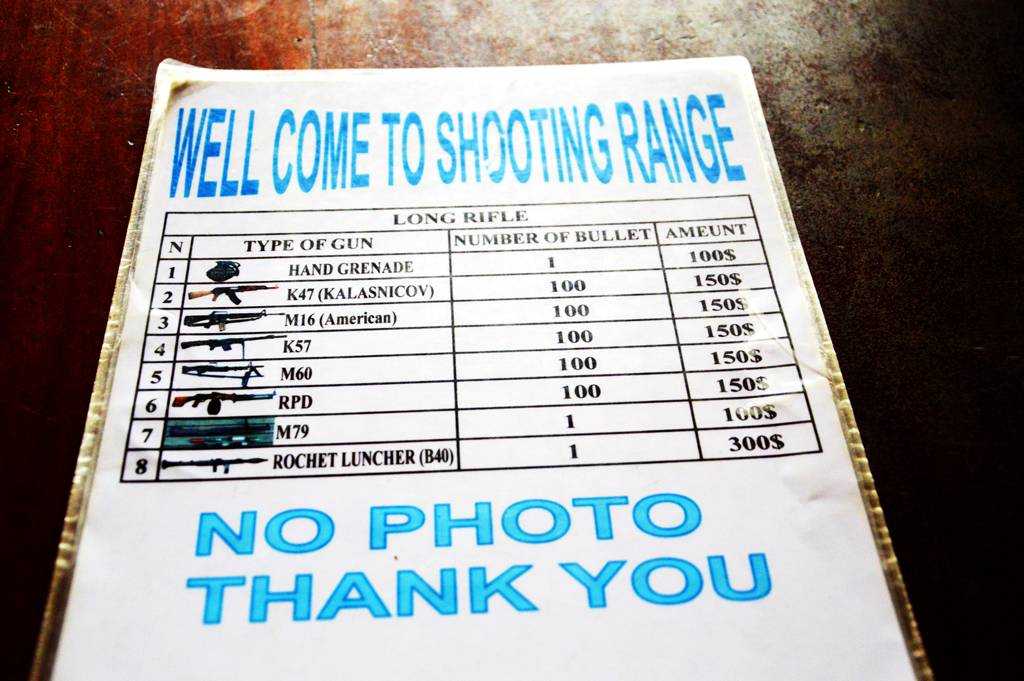 WELL COME TO SHOOTING RANGE
LONG RIFLE
N TYPE OF GUN NUMBER OF BULLET AMEUNT
1 HAND GRENADE 1 100$
2 K47 (KALASNICOV) 100 150$
3 M16 (American) 100 150$
4 K57 100 150$
5 M60 100 150$
6 RPD 100 150$
7 M79 1 100$
8 ROCHET LUNCHER (B40) 1 300$
NO PHOTO
THANK YOU